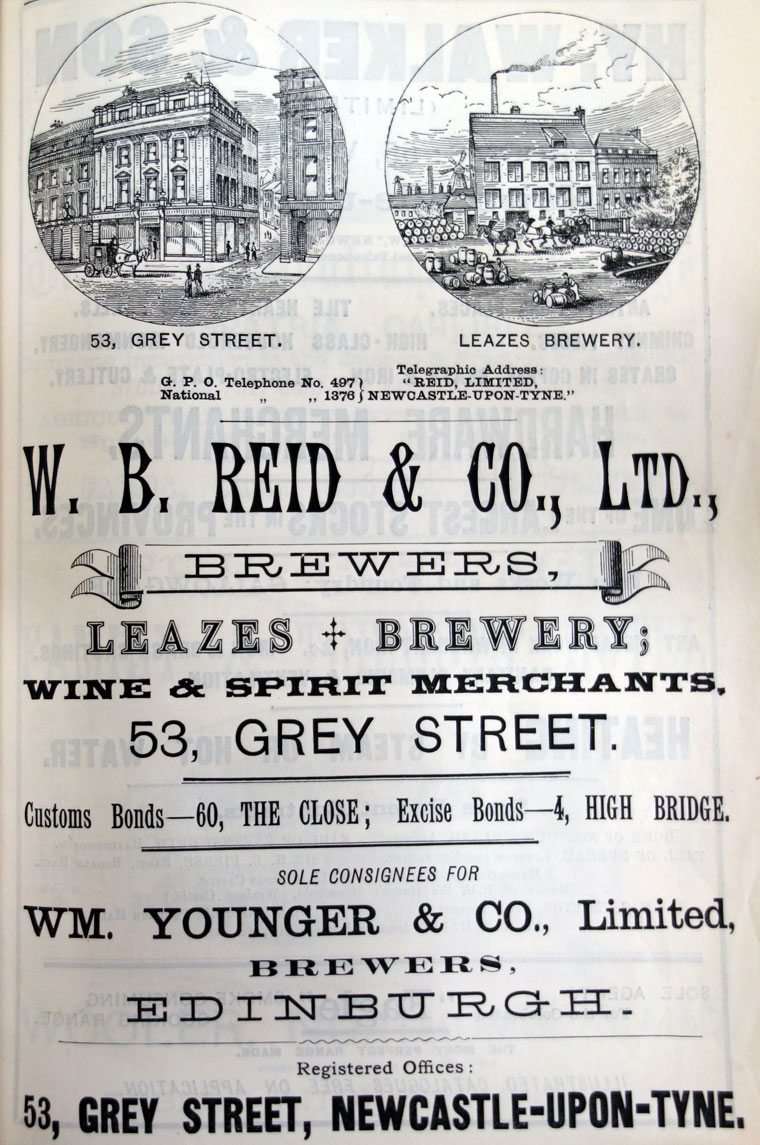 53, GREY STREET.
LEAZES BREWERY.
G. P. O. Telephone No. 497}
National „ „ 1376}
Telegraphic Address:
"REID, LIMITED,
NEWCASTLE-UPON-TYNE."
W. B. REID & CO., LTD.,
BREWERS,
LEAZES BREWERY;
WINE & SPIRIT MERCHANTS,
53, GREY STREET.
Customs Bonds—60, THE CLOSE; Excise Bonds—4, HIGH BRIDGE.
SOLE CONSIGNEES FOR
WM. YOUNGER & CO., Limited,
BREWERS,
EDINBURGH.
Registered Offices:
53, GREY STREET, NEWCASTLE-UPON-TYNE.